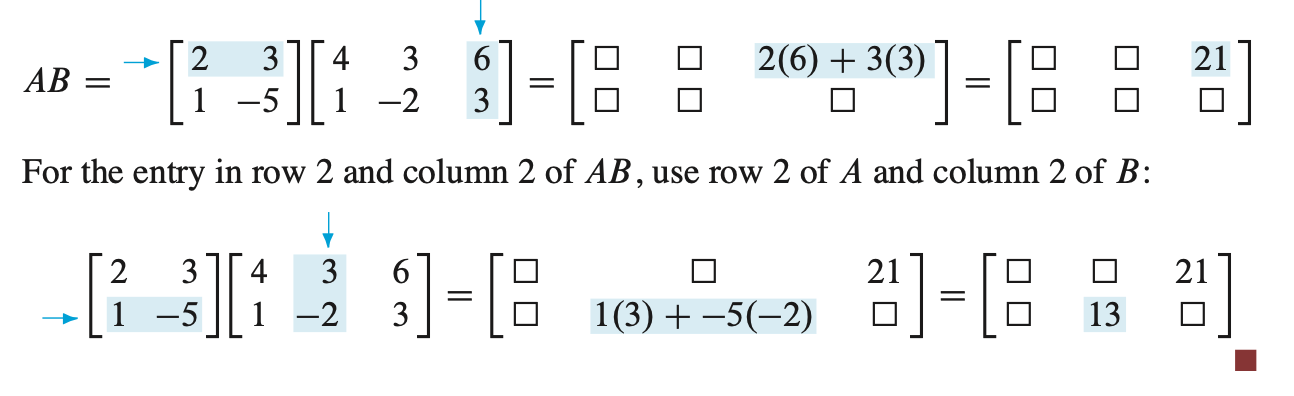 AB = → [2 3; 1 −5] [4 3 6; 1 −2 3] = [□ □ 2(6) + 3(3); □ □ □] = [□ □ 21; □ □ □]
For the entry in row 2 and column 2 of AB, use row 2 of A and column 2 of B:
→ [2 3; 1 −5] [4 3 6; 1 −2 3] = [□ □ 21; □ 1(3) + −5(−2) □] = [□ □ 21; □ 13 □]